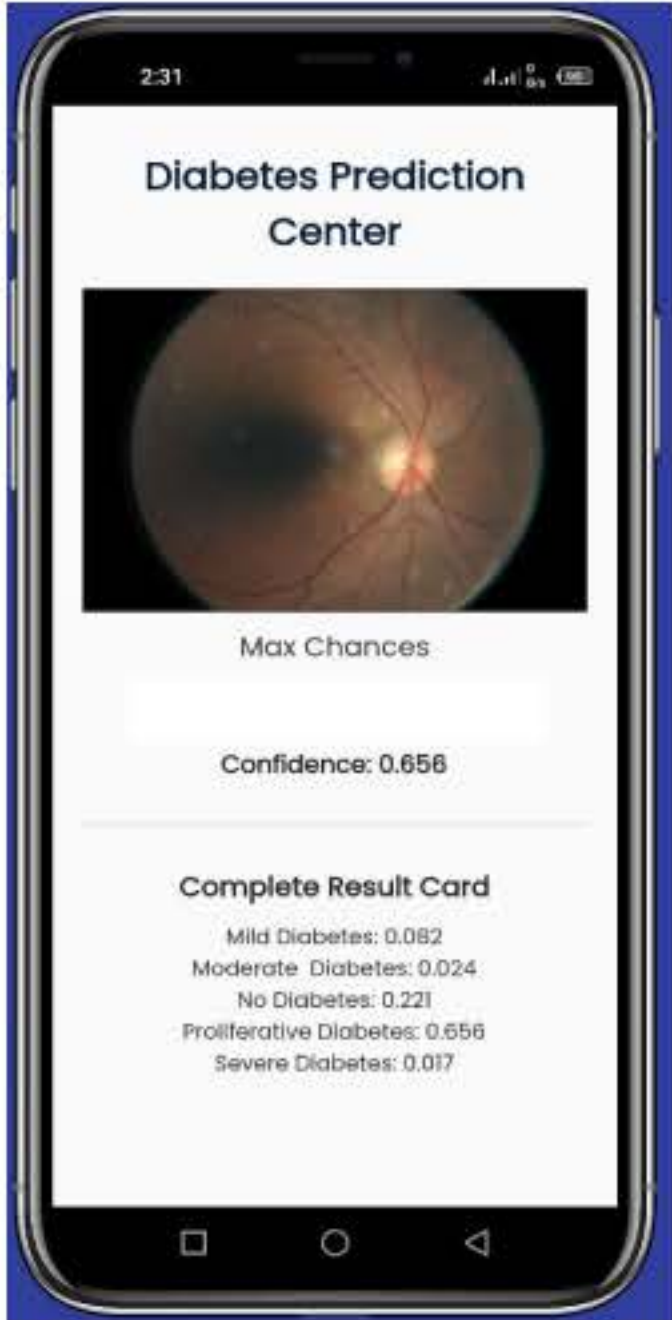 2:31
Diabetes Prediction
Center
Max Chances
Confidence: 0.656
Complete Result Card
Mild Diabetes: 0.082
Moderate Diabetes: 0.024
No Diabetes: 0.221
Proliferative Diabetes: 0.656
Severe Diabetes: 0.017